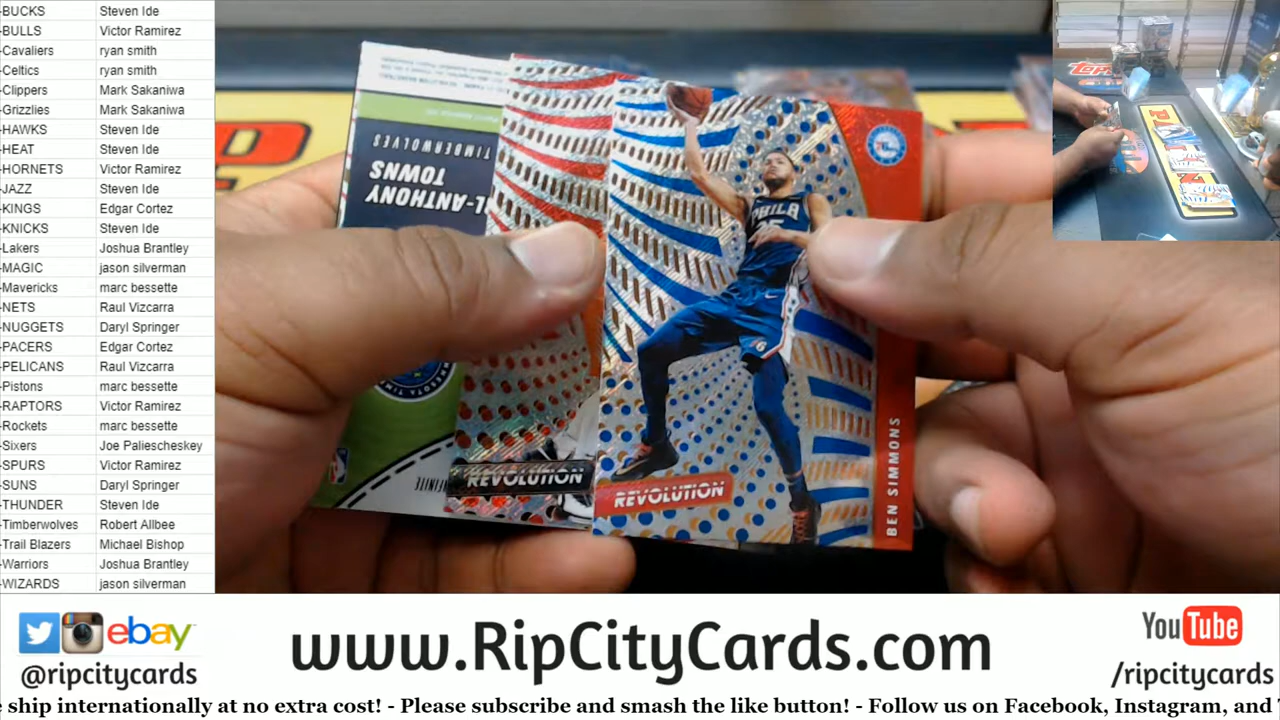 -BUCKS Steven Ide
-BULLS Victor Ramirez
-Cavaliers ryan smith
-Celtics ryan smith
-Clippers Mark Sakaniwa
-Grizzlies Mark Sakaniwa
-HAWKS Steven Ide
-HEAT Steven Ide
-HORNETS Victor Ramirez
-JAZZ Steven Ide
-KINGS Edgar Cortez
-KNICKS Steven Ide
-Lakers Joshua Brantley
-MAGIC jason silverman
-Mavericks marc bessette
-NETS Raul Vizcarra
-NUGGETS Daryl Springer
-PACERS Edgar Cortez
-PELICANS Raul Vizcarra
-Pistons marc bessette
-RAPTORS Victor Ramirez
-Rockets marc bessette
-Sixers Joe Paliescheskey
-SPURS Victor Ramirez
-SUNS Daryl Springer
-THUNDER Steven Ide
-Timberwolves Robert Allbee
-Trail Blazers Michael Bishop
-Warriors Joshua Brantley
-WIZARDS jason silverman
TIMBERWOLVES
L-ANTHONY
TOWNS
REVOLUTION
PHILA
25
REVOLUTION
BEN SIMMONS
ebay
@ripcitycards
www.RipCityCards.com
YouTube
/ripcitycards
ship internationally at no extra cost! - Please subscribe and smash the like button! - Follow us on Facebook, Instagram, and